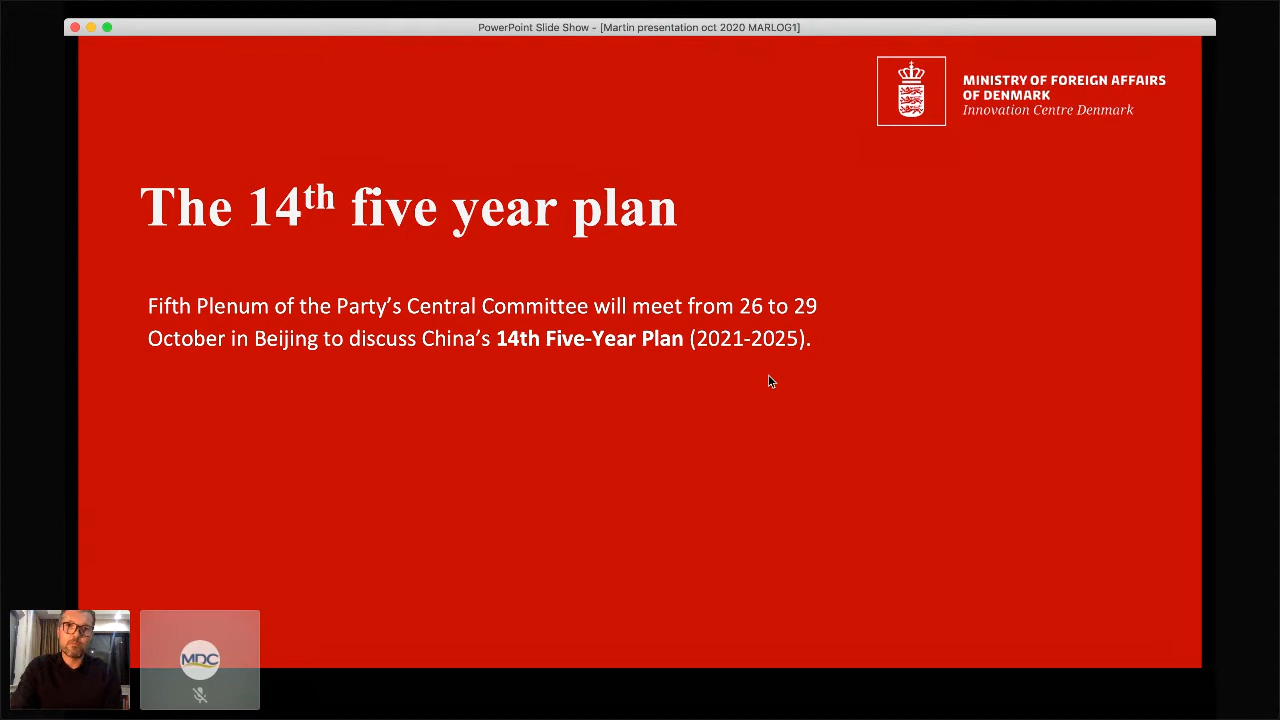 PowerPoint Slide Show - [Martin presentation oct 2020 MARLOG1]
MINISTRY OF FOREIGN AFFAIRS
OF DENMARK
Innovation Centre Denmark
The 14th five year plan
Fifth Plenum of the Party’s Central Committee will meet from 26 to 29
October in Beijing to discuss China’s 14th Five-Year Plan (2021-2025).
MDC